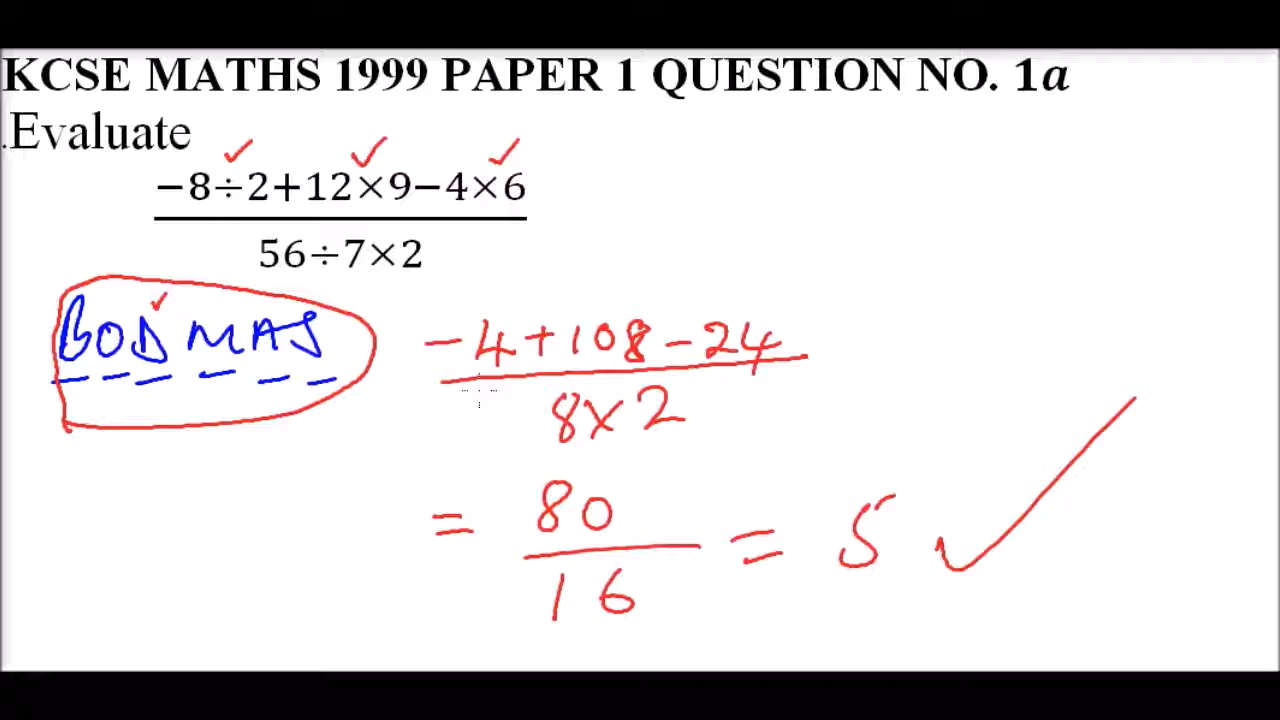 KCSE MATHS 1999 PAPER 1 QUESTION NO. 1a
.Evaluate
−8÷2+12×9−4×6
56÷7×2
BODMAS
-4+108-24
8×2
= 80
16
= 5